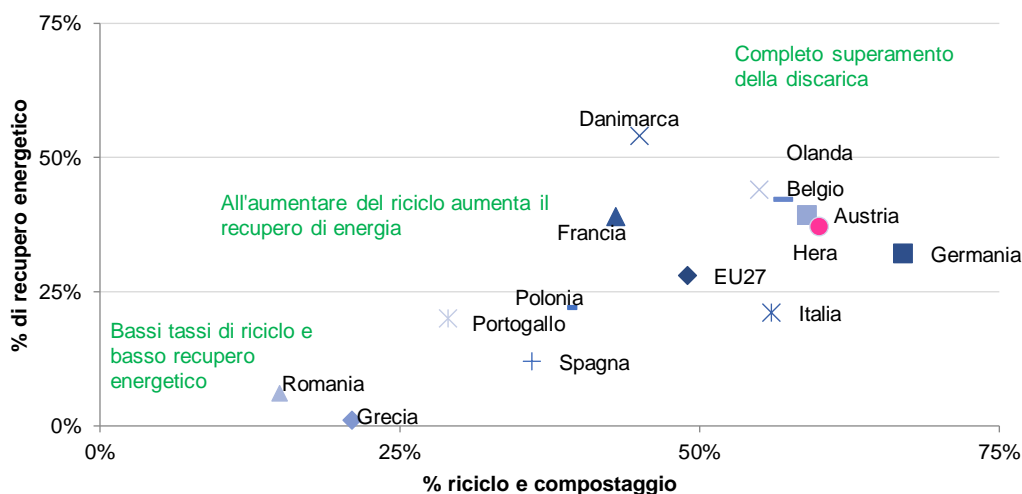 75%
Completo superamento
della discarica
Danimarca
% di recupero energetico
50%
Olanda
Belgio
All'aumentare del riciclo aumenta il
recupero di energia
Austria
Francia
Hera
Germania
EU27
25%
Polonia
Italia
Portogallo
Bassi tassi di riciclo e
basso recupero
energetico
Spagna
Romania
Grecia
0%
0%
25%
50%
75%
% riciclo e compostaggio